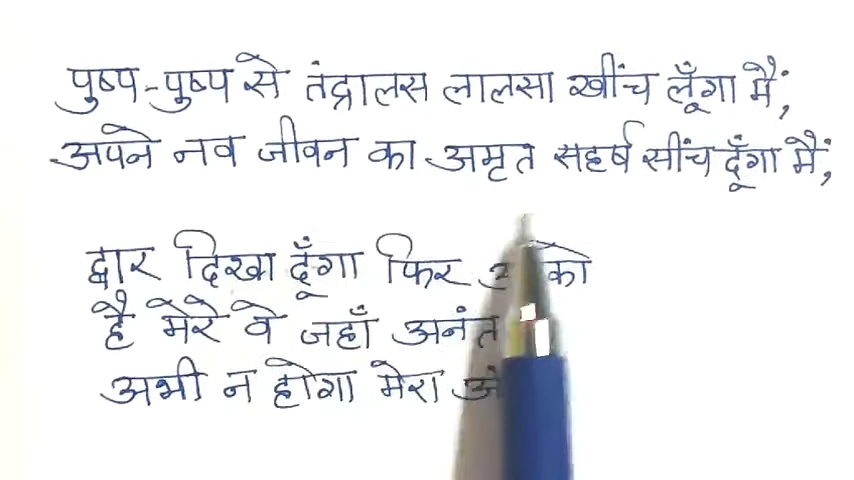 पुष्प-पुष्प से तंद्रालस लालसा खींच लूँगा मैं,
अपने नव जीवन का अमृत सहर्ष सींच दूँगा मैं,
द्वार दिखा दूँगा फिर को
है मेरे वे जहाँ अनंत
अभी न होगा मेरा